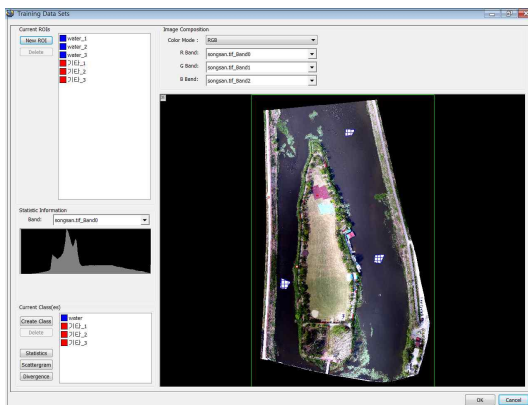 Training Data Sets
Current ROIs
New ROI
Delete
water_1
water_2
water_3
기타_1
기타_2
기타_3
Image Composition
Color Mode :
RGB
R Band:
songsan.tif_Band0
G Band:
songsan.tif_Band1
B Band:
songsan.tif_Band2
Statistic Information
Band:
songsan.tif_Band0
Current Class(es)
Create Class
Delete
water
기타_1
기타_2
기타_3
Statistics
Scattergram
Divergence
OK
Cancel